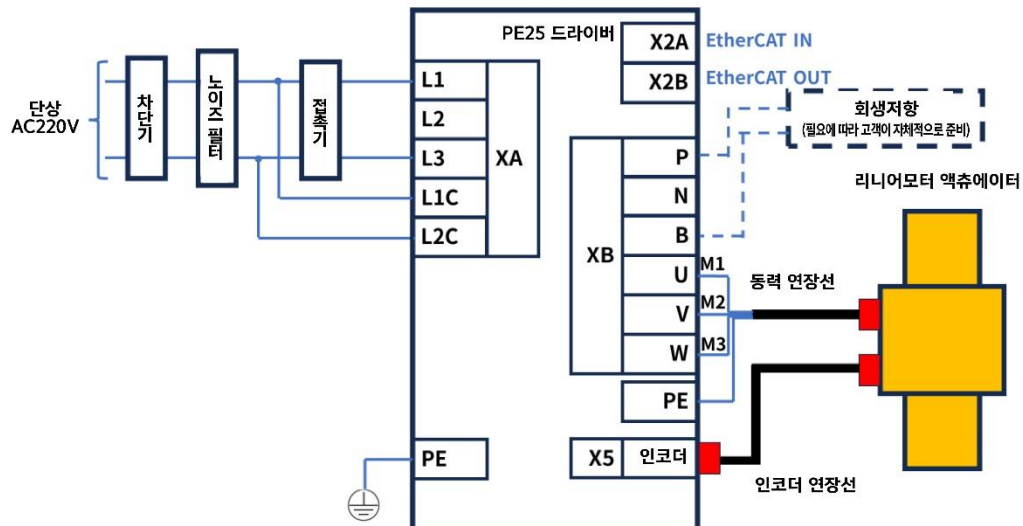 단상
AC220V
차단기
노이즈 필터
접촉기
PE25 드라이버
L1
L2
L3
L1C
L2C
XA
PE
X2A
X2B
EtherCAT IN
EtherCAT OUT
회생저항
(필요에 따라 고객이 자체적으로 준비)
XB
P
N
B
U
V
W
M1
M2
M3
PE
X5
인코더
리니어모터 액츄에이터
동력 연장선
인코더 연장선